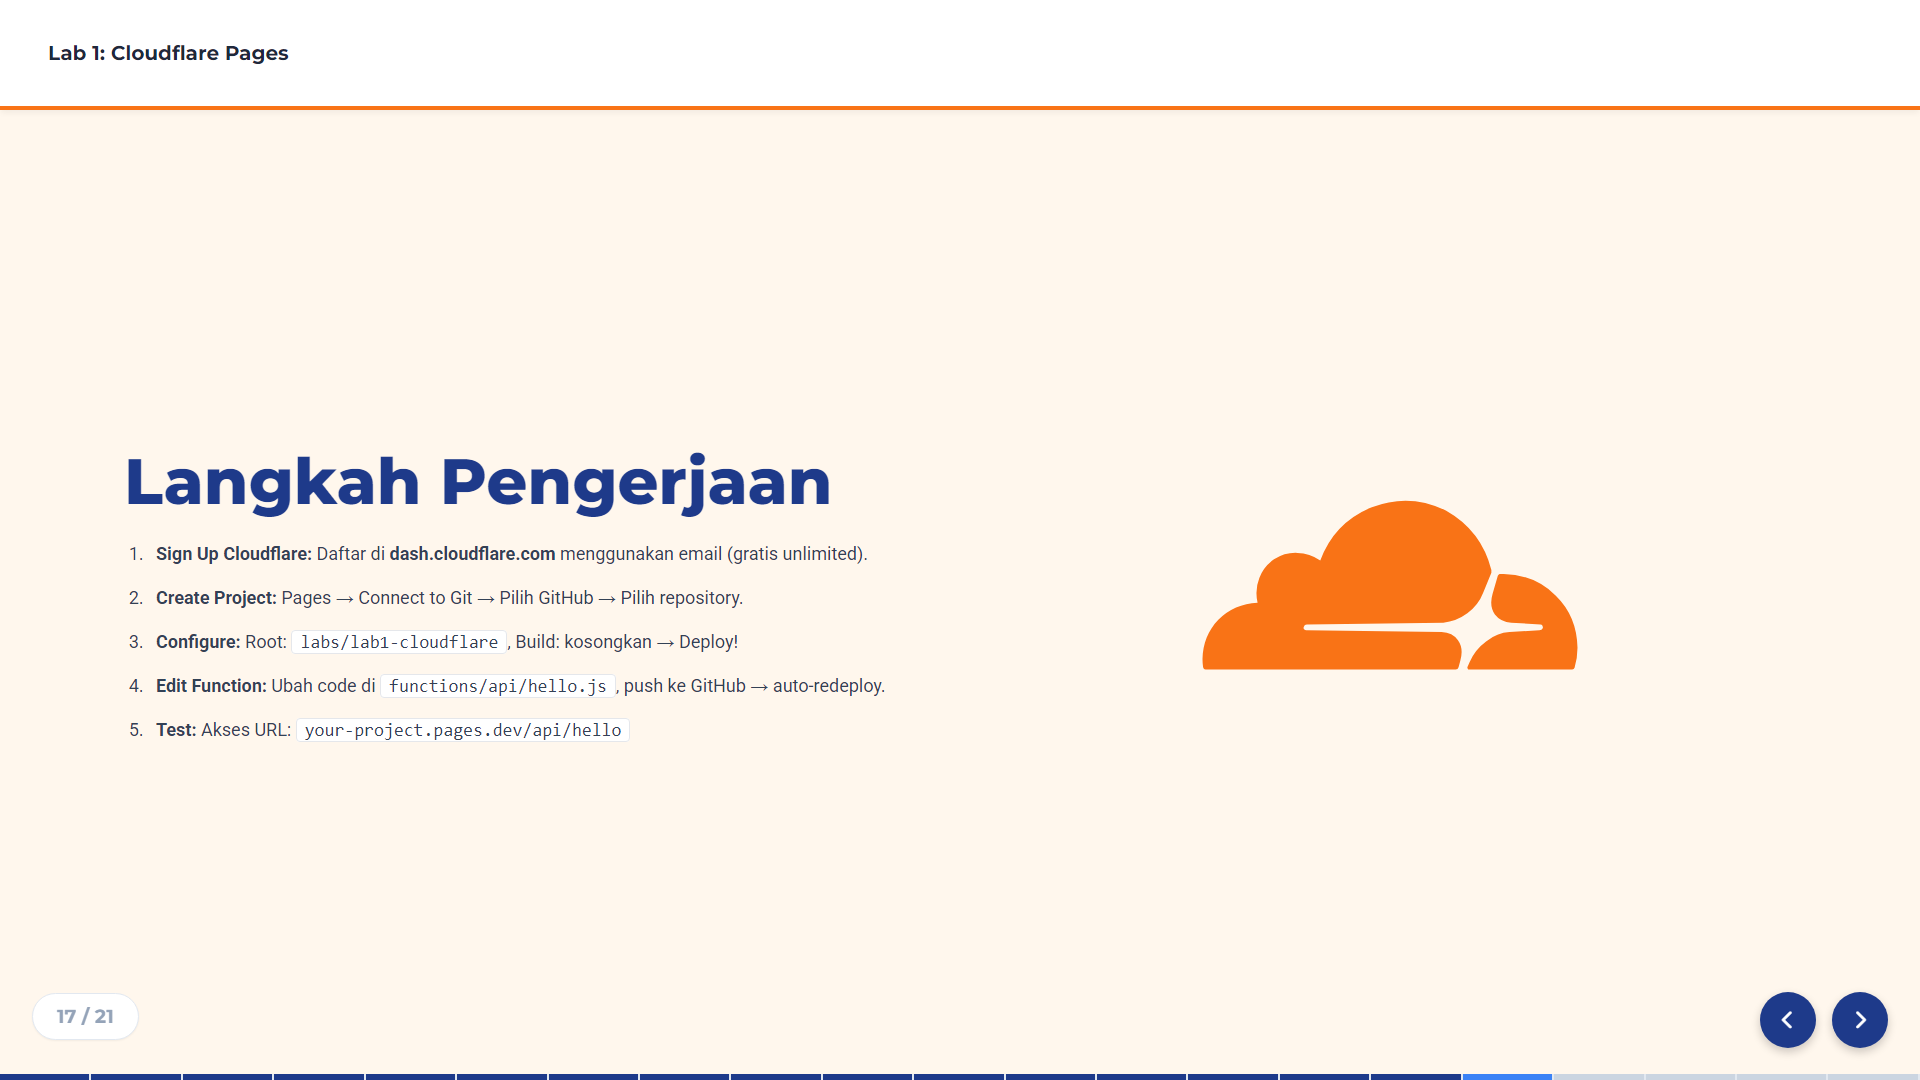 Lab 1: Cloudflare Pages
Langkah Pengerjaan
1. Sign Up Cloudflare: Daftar di dash.cloudflare.com menggunakan email (gratis unlimited).
2. Create Project: Pages → Connect to Git → Pilih GitHub → Pilih repository.
3. Configure: Root: labs/lab1-cloudflare, Build: kosongkan → Deploy!
4. Edit Function: Ubah code di functions/api/hello.js, push ke GitHub → auto-redeploy.
5. Test: Akses URL: your-project.pages.dev/api/hello
17 / 21